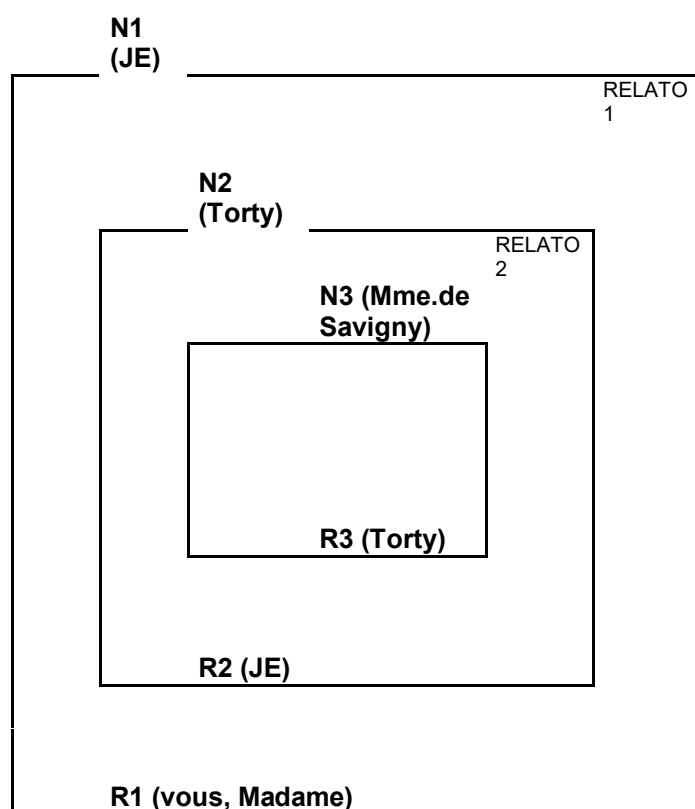 N1
(JE)
RELATO
1
N2
(Torty)
RELATO
2
N3 (Mme.de
Savigny)
R3 (Torty)
R2 (JE)
R1 (vous, Madame)